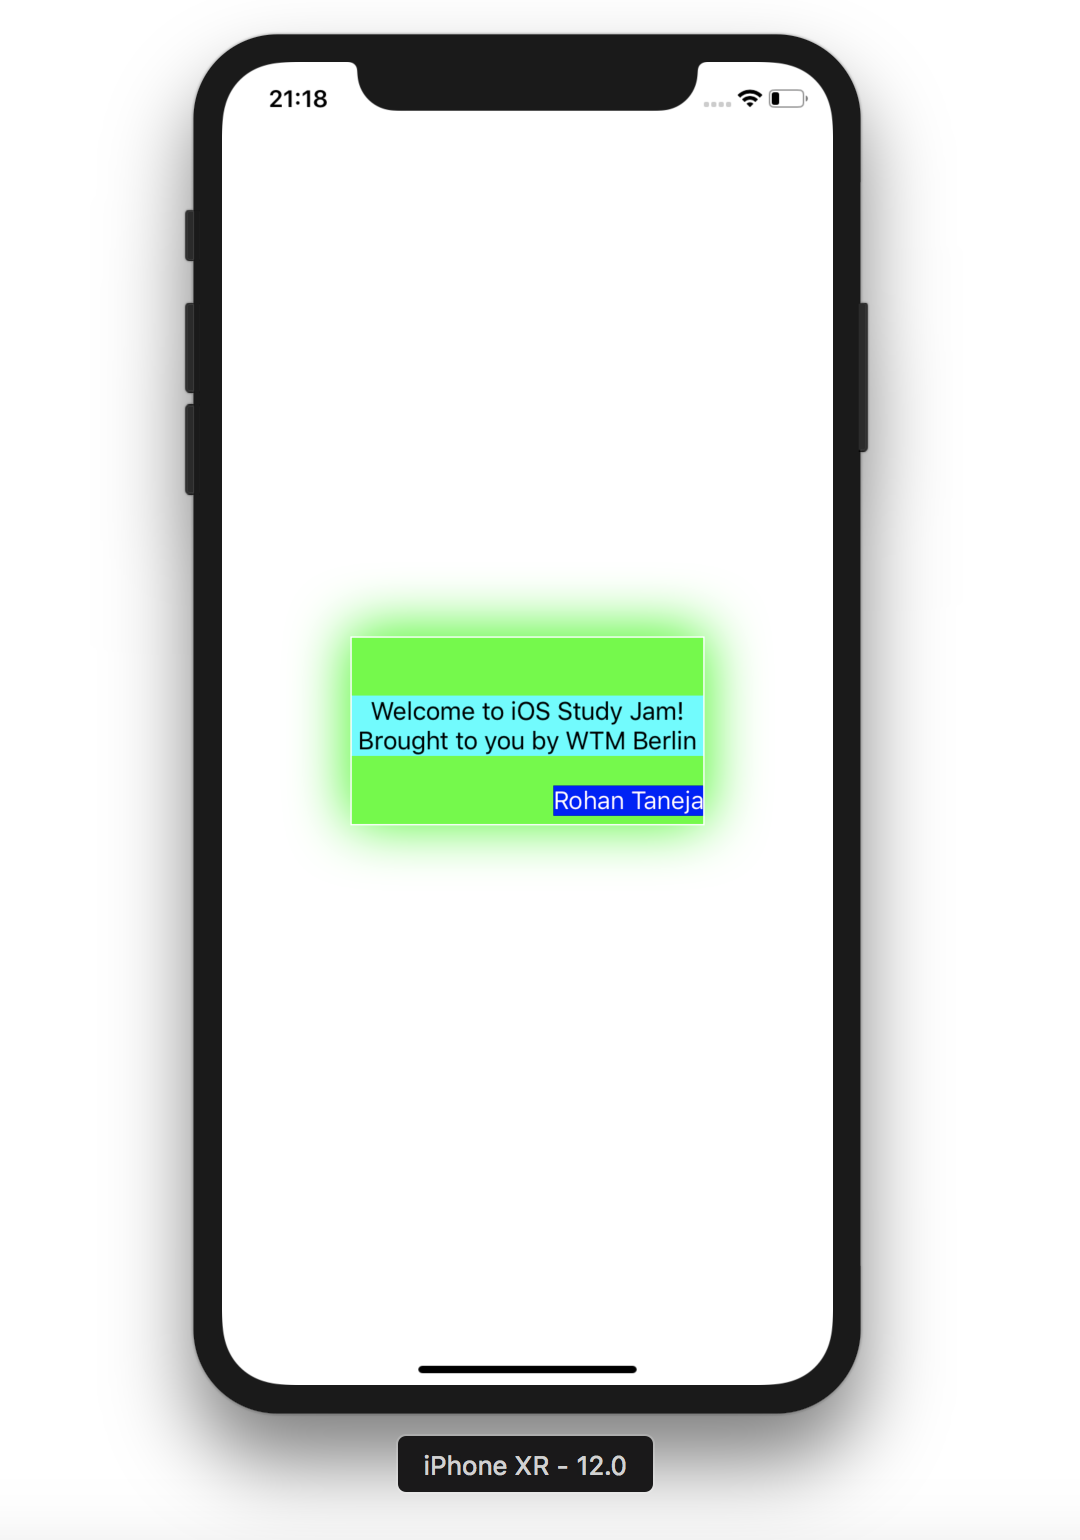 21:18
Welcome to iOS Study Jam!
Brought to you by WTM Berlin
Rohan Taneja
iPhone XR - 12.0